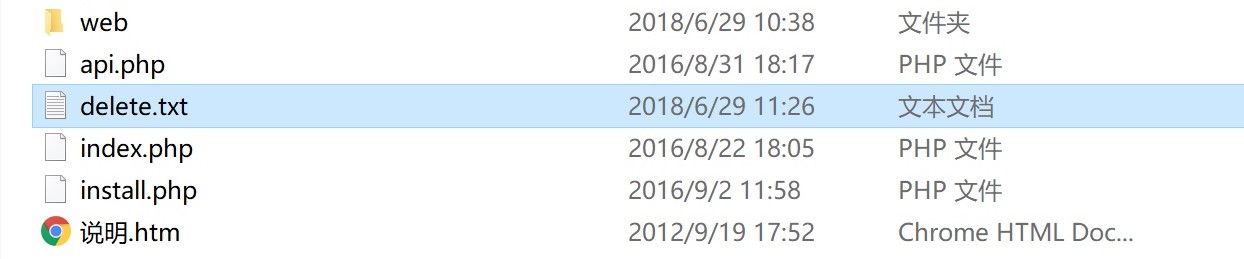 web 2018/6/29 10:38 文件夹
api.php 2016/8/31 18:17 PHP 文件
delete.txt 2018/6/29 11:26 文本文档
index.php 2016/8/22 18:05 PHP 文件
install.php 2016/9/2 11:58 PHP 文件
说明.htm 2012/9/19 17:52 Chrome HTML Doc...